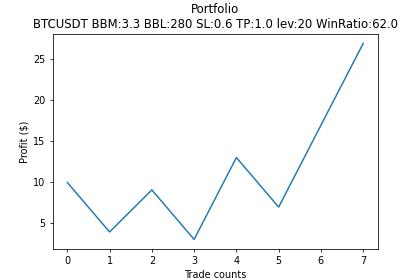 Portfolio
BTCUSDT BBM:3.3 BBL:280 SL:0.6 TP:1.0 lev:20 WinRatio:62.0
25
20
15
10
5
Profit ($)
0 1 2 3 4 5 6 7
Trade counts